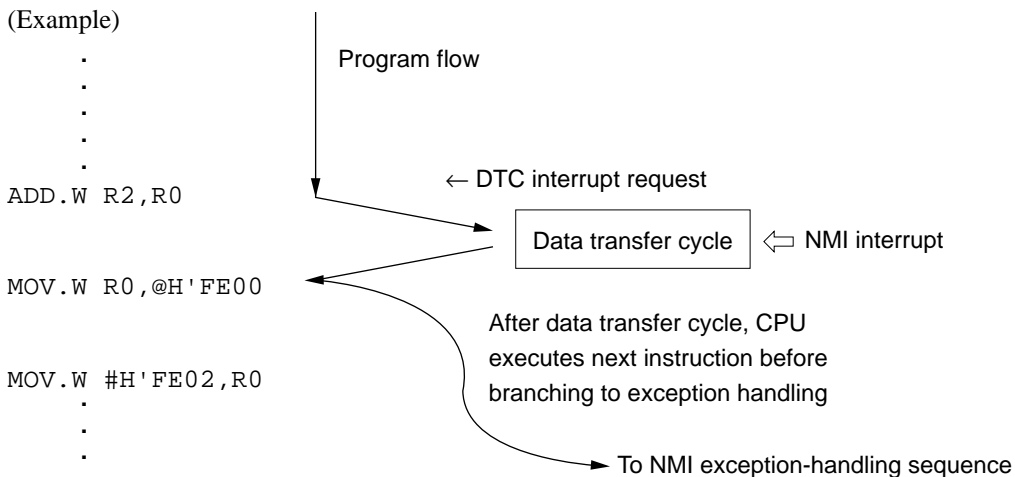 (Example)
Program flow
.
.
.
.
.
← DTC interrupt request
ADD.W R2,R0
Data transfer cycle
⇦ NMI interrupt
MOV.W R0,@H'FE00
After data transfer cycle, CPU
executes next instruction before
branching to exception handling
MOV.W #H'FE02,R0
.
.
.
To NMI exception-handling sequence